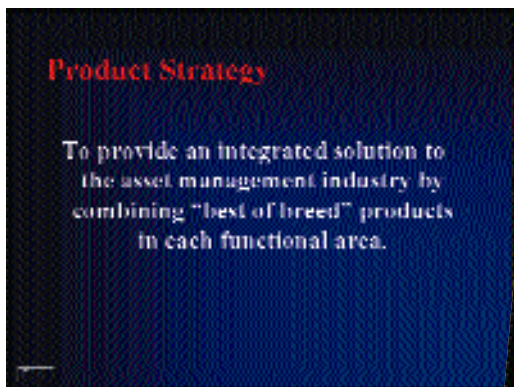 Product Strategy
To provide an integrated solution to
the asset management industry by
combining “best of breed” products
in each functional area.